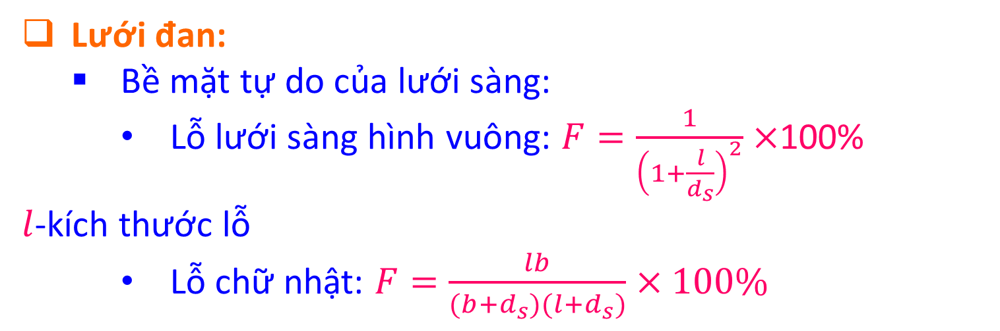 ❑ Lưới đan:
▪ Bề mặt tự do của lưới sàng:
• Lỗ lưới sàng hình vuông: $F = \frac{1}{\left(1+\frac{l}{d_s}\right)^2} \times 100\%$
$l$-kích thước lỗ
• Lỗ chữ nhật: $F = \frac{lb}{(b+d_s)(l+d_s)} \times 100\%$